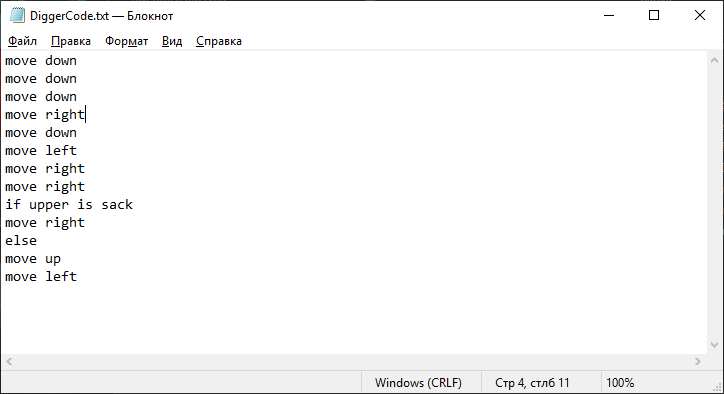 DiggerCode.txt — Блокнот
Файл Правка Формат Вид Справка
move down
move down
move down
move right
move down
move left
move right
move right
if upper is sack
move right
else
move up
move left
Windows (CRLF) Стр 4, стлб 11 100%